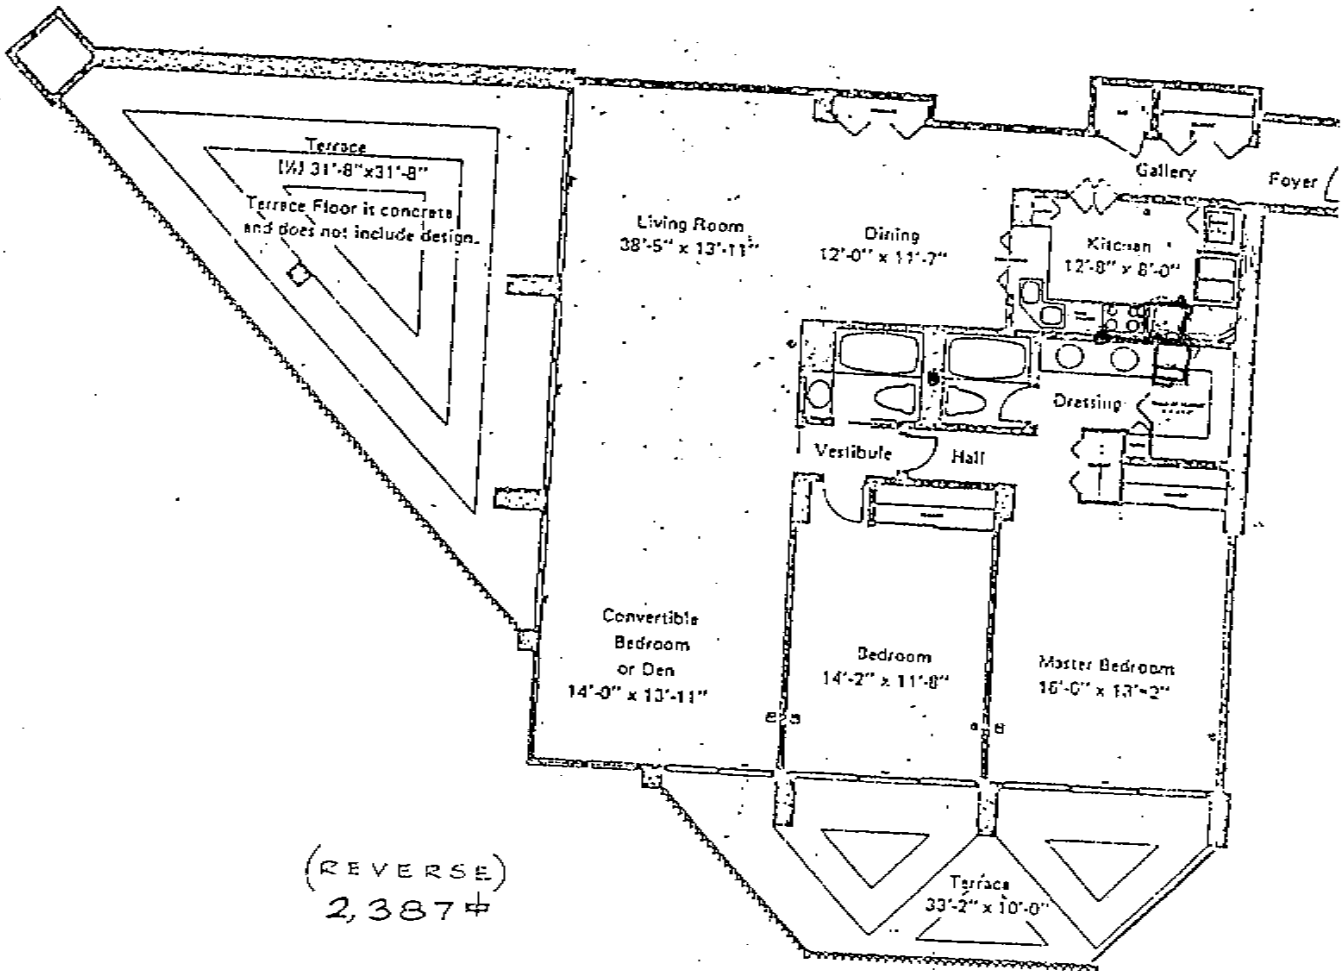 Terrace
(½) 31'-8"x31'-8"
Terrace Floor is concrete
and does not include design.
Living Room
38'-5" x 13'-11"
Dining
12'-0" x 11'-7"
Gallery
Foyer
Kitchen
12'-8" x 8'-0"
Dressing
Vestibule
Hall
Convertible
Bedroom
or Den
14'-0" x 13'-11"
Bedroom
14'-2" x 11'-8"
Master Bedroom
16'-0" x 13'-2"
Terrace
33'-2" x 10'-0"
(REVERSE)
2,387